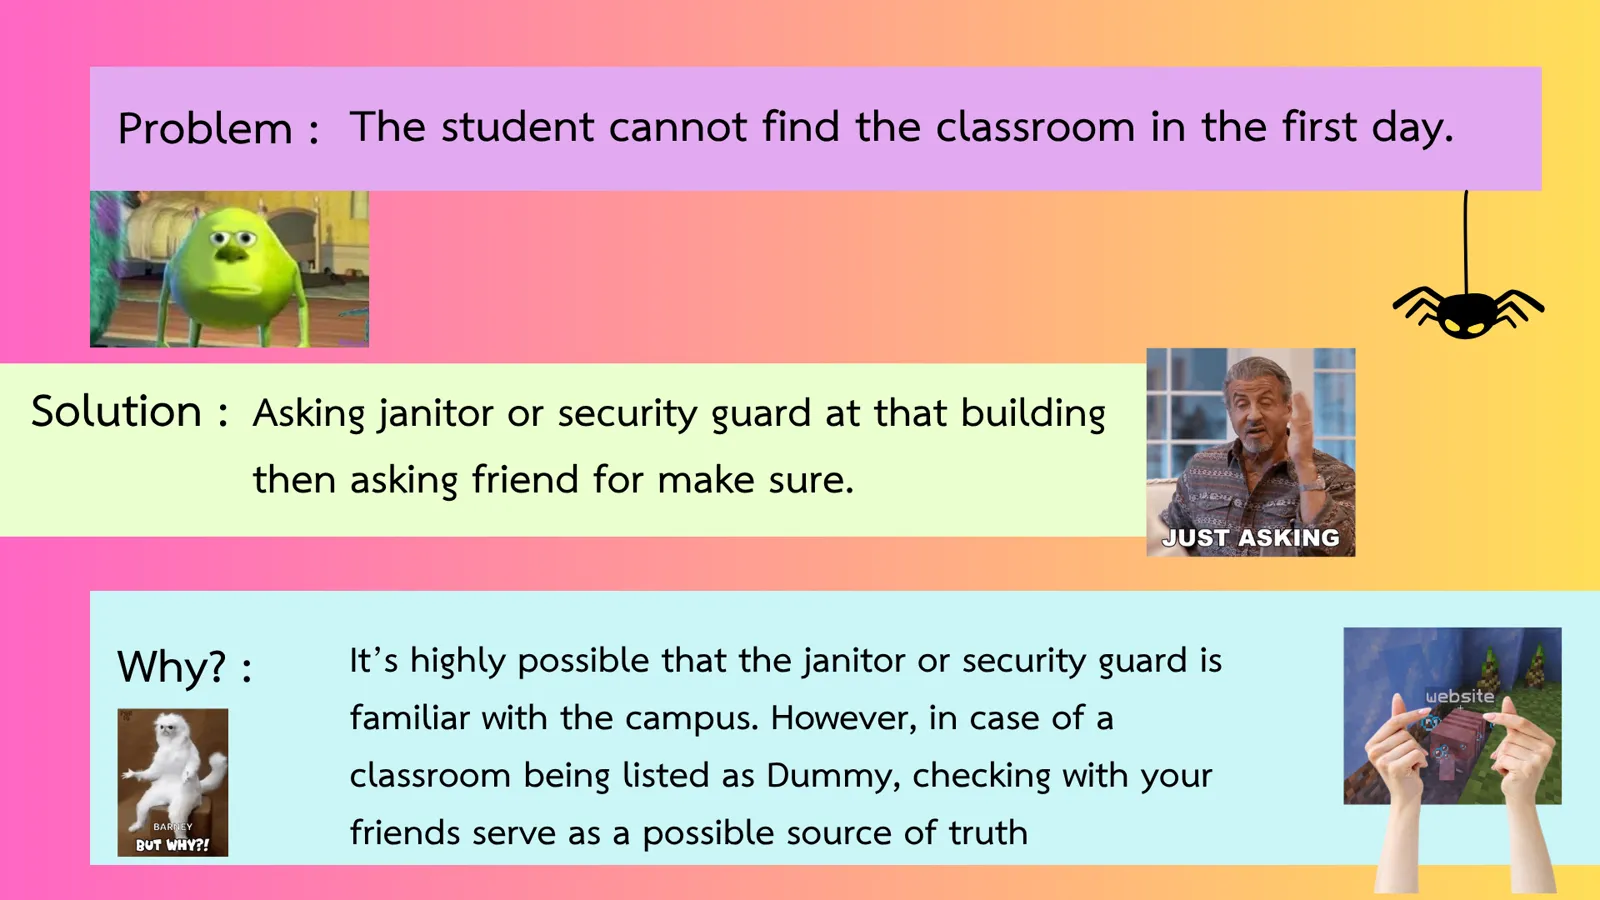 Problem : The student cannot find the classroom in the first day.
Solution : Asking janitor or security guard at that building
then asking friend for make sure.
JUST ASKING
Why? : It’s highly possible that the janitor or security guard is
familiar with the campus. However, in case of a
classroom being listed as Dummy, checking with your
friends serve as a possible source of truth
website
BARNEY
BUT WHY?!